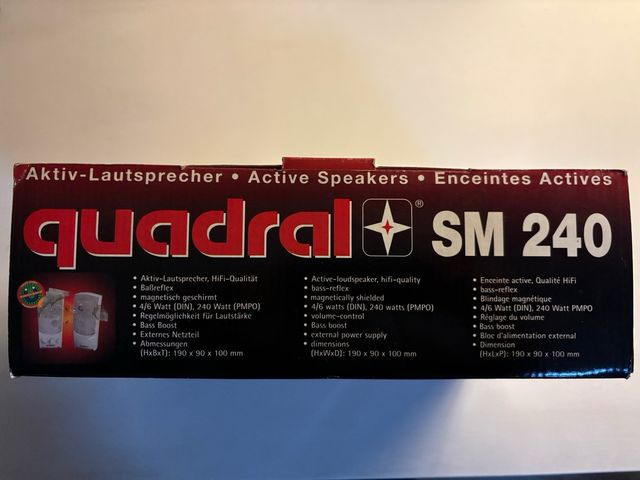 Aktiv-Lautsprecher • Active Speakers • Enceintes Actives
quadral ® SM 240
• Aktiv-Lautsprecher, HiFi-Qualität
• Baßreflex
• magnetisch geschirmt
• 4/6 Watt (DIN), 240 Watt (PMPO)
• Regelmöglichkeit für Lautstärke
• Bass Boost
• Externes Netzteil
• Abmessungen
(HxBxT): 190 x 90 x 100 mm
• Active-loudspeaker, hifi-quality
• bass-reflex
• magnetically shielded
• 4/6 watts (DIN), 240 watts (PMPO)
• volume-control
• Bass boost
• external power supply
• dimensions
(HxWxD): 190 x 90 x 100 mm
• Enceinte active, Qualité HiFi
• bass-reflex
• Blindage magnétique
• 4/6 Watt (DIN), 240 Watt PMPO
• Réglage du volume
• Bass boost
• Bloc d'alimentation external
• Dimension
(HxLxP): 190 x 90 x 100 mm